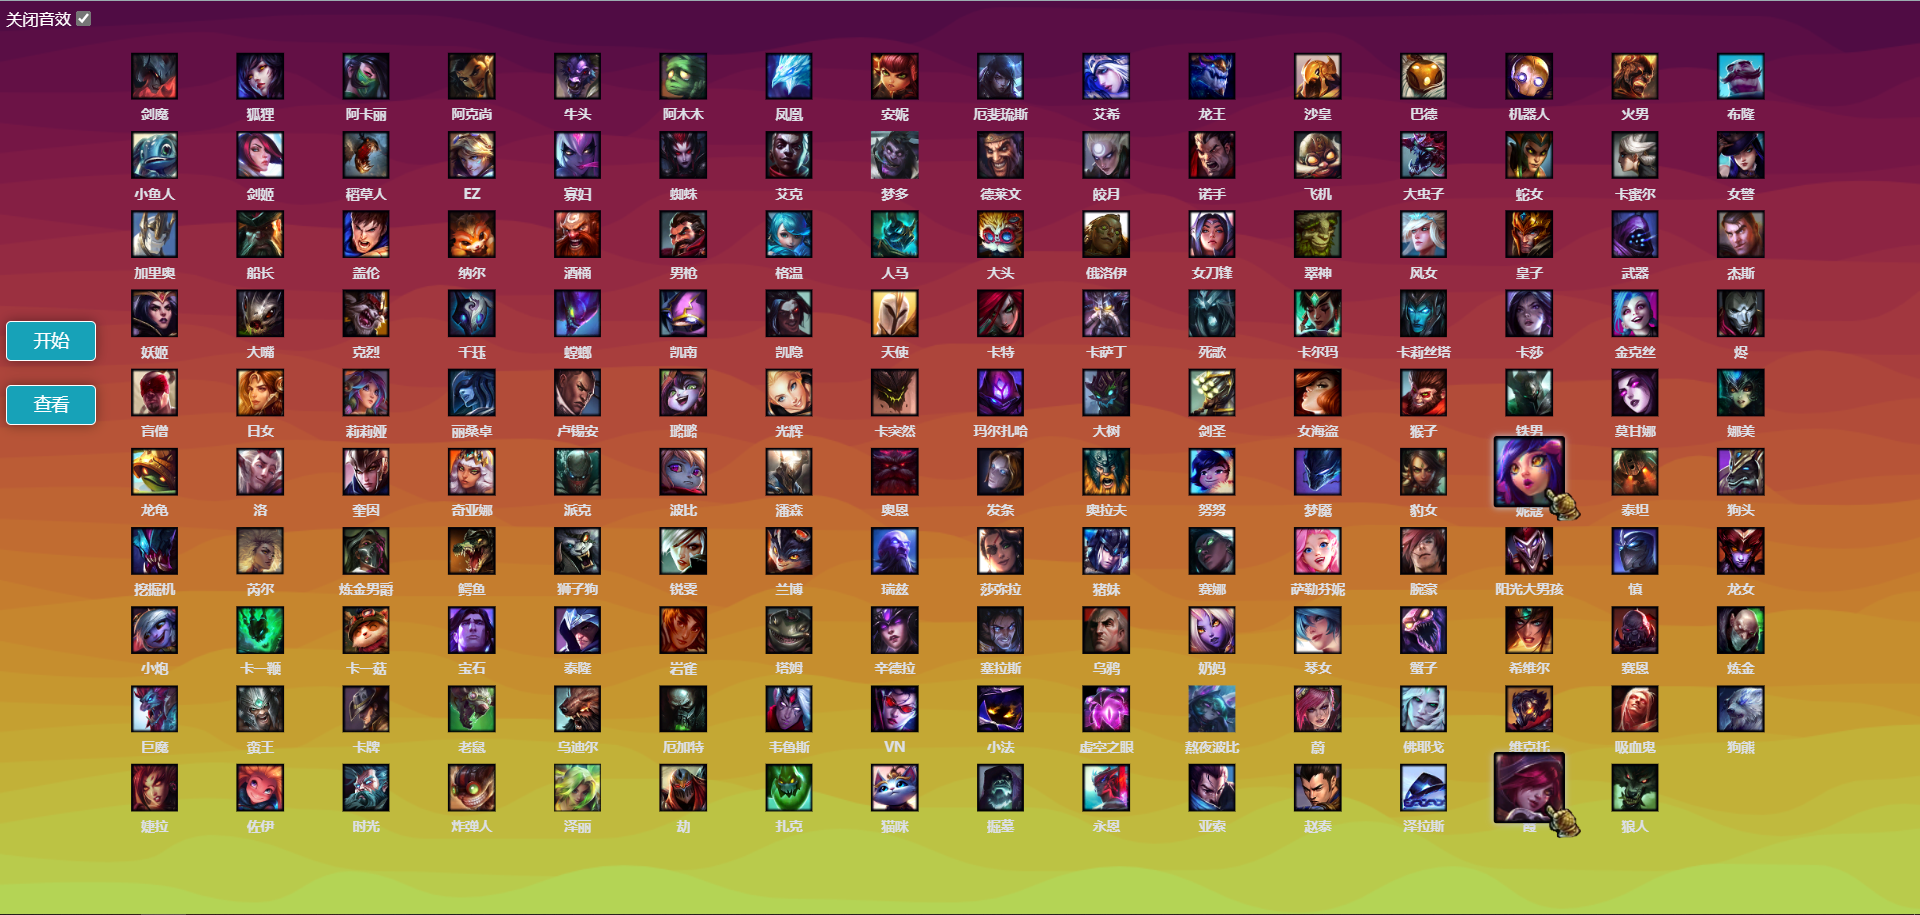 关闭音效
剑魔 狐狸 阿卡丽 阿克尚 牛头 阿木木 凤凰 安妮 厄斐琉斯 艾希 龙王 沙皇 巴德 机器人 火男 布隆
小鱼人 剑姬 稻草人 EZ 寡妇 蜘蛛 艾克 梦多 德莱文 皎月 诺手 飞机 大虫子 蛇女 卡蜜尔 女警
加里奥 船长 盖伦 纳尔 酒桶 男枪 格温 人马 大头 俄洛伊 女刀锋 翠神 风女 皇子 武器 杰斯
开始
妖姬 大嘴 克烈 千珏 螳螂 凯南 凯隐 天使 卡特 卡萨丁 死歌 卡尔玛 卡莉丝塔 卡莎 金克丝 烬
查看
盲僧 日女 莉莉娅 丽桑卓 卢锡安 璐璐 光辉 卡突然 玛尔扎哈 大树 剑圣 女海盗 猴子 铁男 莫甘娜 娜美
龙龟 洛 奎因 奇亚娜 派克 波比 潘森 奥恩 发条 奥拉夫 努努 梦魇 豹女 妮蔻 泰坦 狗头
挖掘机 芮尔 炼金男爵 鳄鱼 狮子狗 锐雯 兰博 瑞兹 莎弥拉 猪妹 赛娜 萨勒芬妮 腕豪 阳光大男孩 慎 龙女
小炮 卡一鞭 卡一菇 宝石 泰隆 岩雀 塔姆 辛德拉 塞拉斯 乌鸦 奶妈 琴女 蟹子 希维尔 赛恩 炼金
巨魔 蛮王 卡牌 老鼠 乌迪尔 厄加特 韦鲁斯 VN 小法 虚空之眼 熬夜波比 蔚 佛耶戈 维克托 吸血鬼 狗熊
婕拉 佐伊 时光 炸弹人 泽丽 劫 扎克 猫咪 掘墓 永恩 亚索 赵泰 泽拉斯 霞 狼人